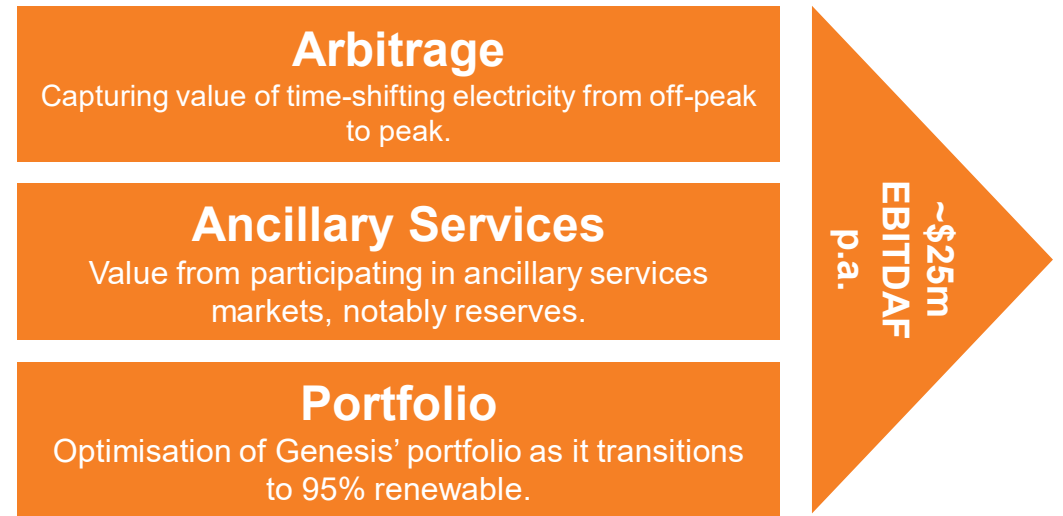 Arbitrage
Capturing value of time-shifting electricity from off-peak
to peak.
Ancillary Services
Value from participating in ancillary services
markets, notably reserves.
Portfolio
Optimisation of Genesis’ portfolio as it transitions
to 95% renewable.
~$25m
EBITDAF
p.a.